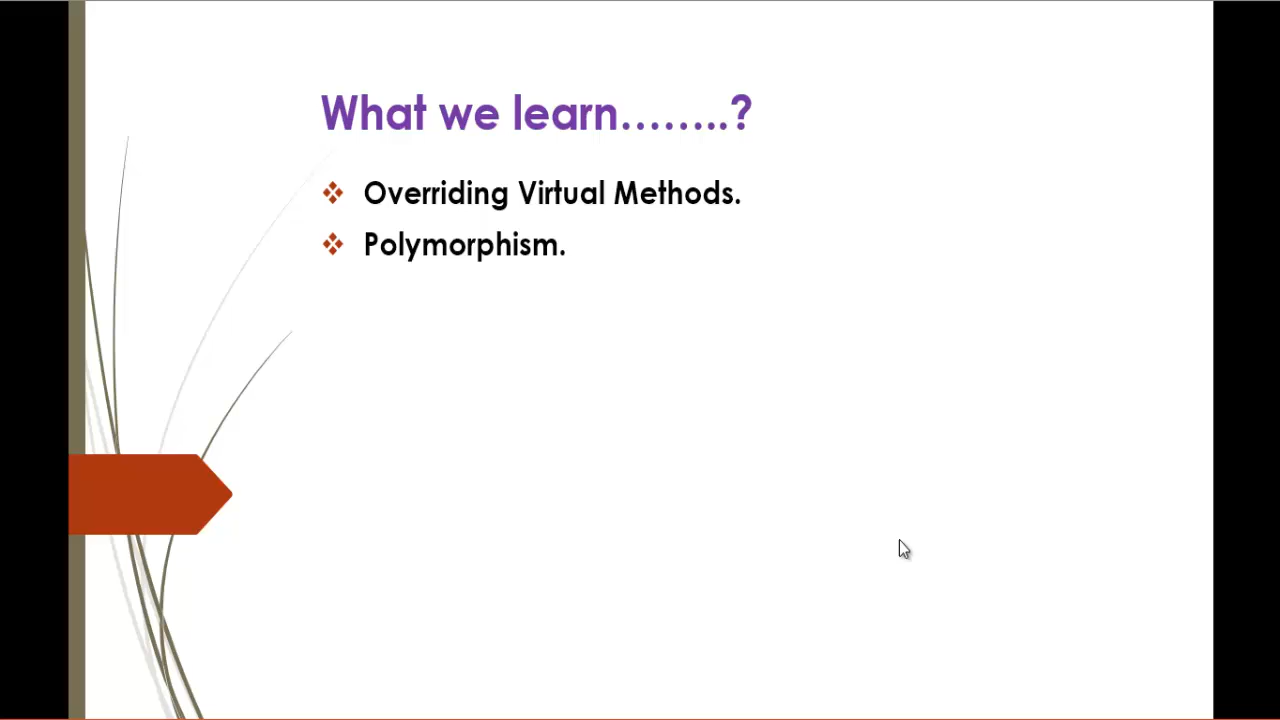 What we learn........?
Overriding Virtual Methods.
Polymorphism.